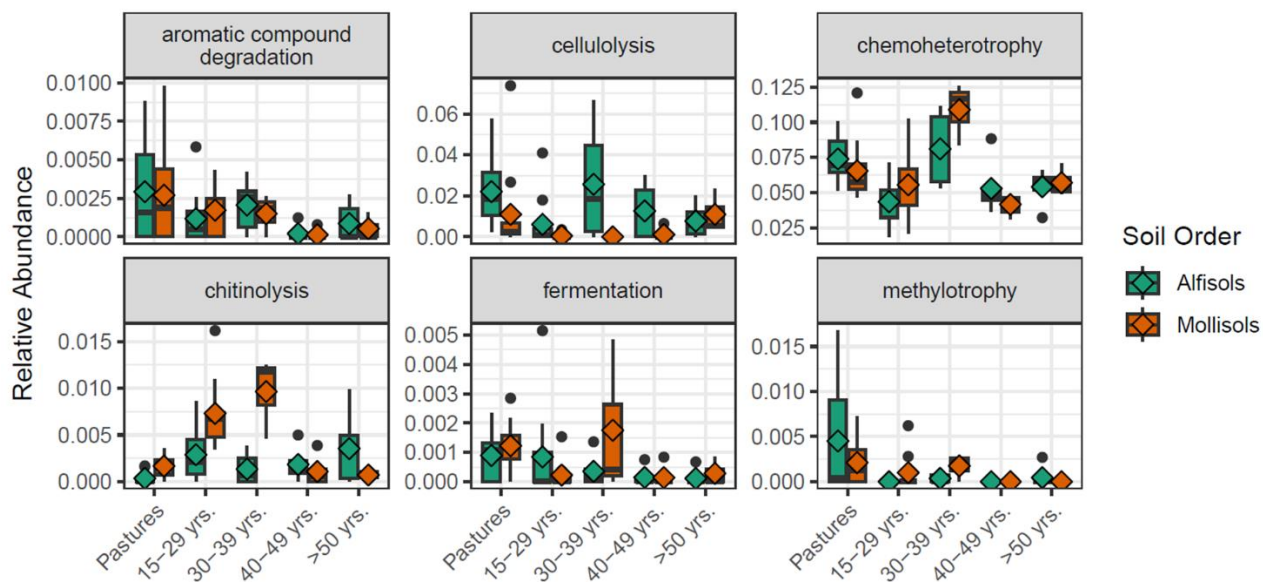 aromatic compound
degradation
cellulolysis
chemoheterotrophy
0.0100
0.0075
0.0050
0.0025
0.0000
0.06
0.04
0.02
0.00
0.125
0.100
0.075
0.050
0.025
Relative Abundance
chitinolysis
fermentation
methylotrophy
0.015
0.010
0.005
0.000
0.005
0.004
0.003
0.002
0.001
0.000
0.015
0.010
0.005
0.000
Pastures
15−29 yrs.
30−39 yrs.
40−49 yrs.
>50 yrs.
Pastures
15−29 yrs.
30−39 yrs.
40−49 yrs.
>50 yrs.
Pastures
15−29 yrs.
30−39 yrs.
40−49 yrs.
>50 yrs.
Soil Order
Alfisols
Mollisols